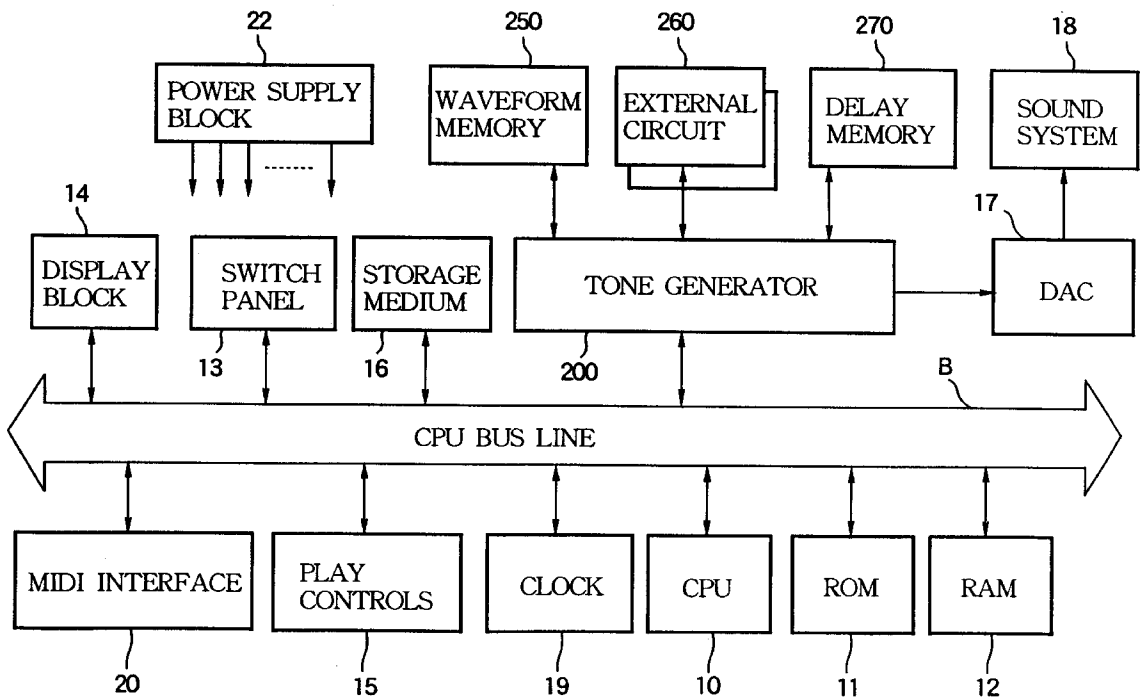 22
250
260
270
18
POWER SUPPLY
BLOCK
WAVEFORM
MEMORY
EXTERNAL
CIRCUIT
DELAY
MEMORY
SOUND
SYSTEM
14
17
DISPLAY
BLOCK
SWITCH
PANEL
STORAGE
MEDIUM
TONE GENERATOR
DAC
13
16
200
B
CPU BUS LINE
MIDI INTERFACE
PLAY
CONTROLS
CLOCK
CPU
ROM
RAM
20
15
19
10
11
12